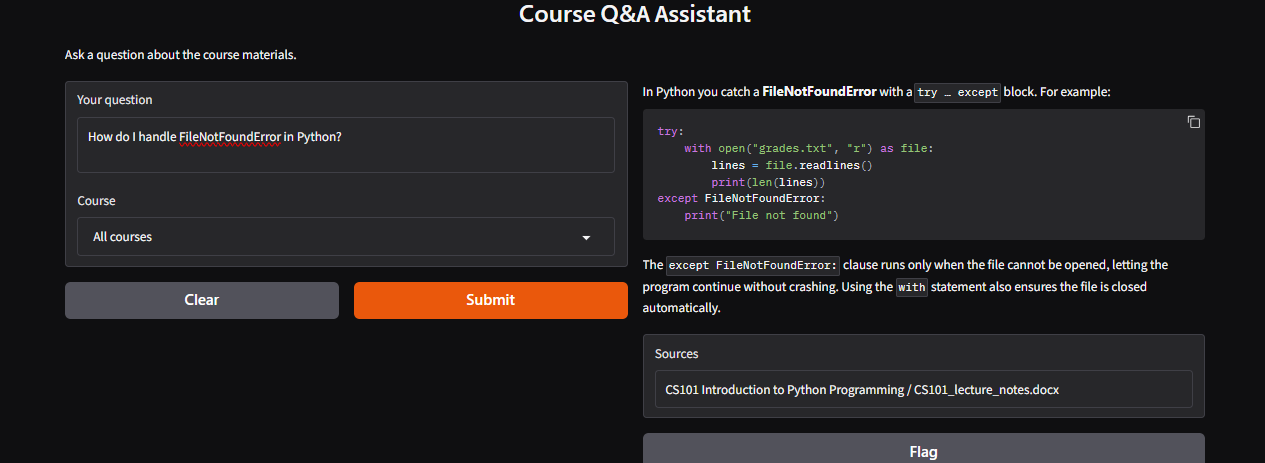 Course Q&A Assistant
Ask a question about the course materials.
Your question
How do I handle FileNotFoundError in Python?
Course
All courses
Clear
Submit
In Python you catch a FileNotFoundError with a try … except block. For example:
try:
    with open("grades.txt", "r") as file:
        lines = file.readlines()
        print(len(lines))
except FileNotFoundError:
    print("File not found")
The except FileNotFoundError: clause runs only when the file cannot be opened, letting the
program continue without crashing. Using the with statement also ensures the file is closed
automatically.
Sources
CS101 Introduction to Python Programming / CS101_lecture_notes.docx
Flag